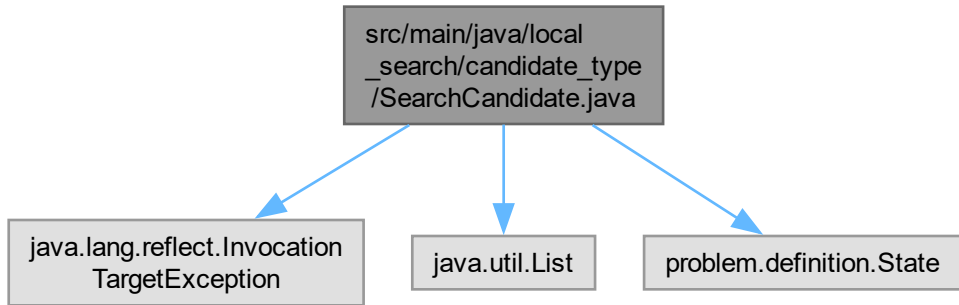 src/main/java/local
_search/candidate_type
/SearchCandidate.java
java.lang.reflect.Invocation
TargetException
java.util.List
problem.definition.State